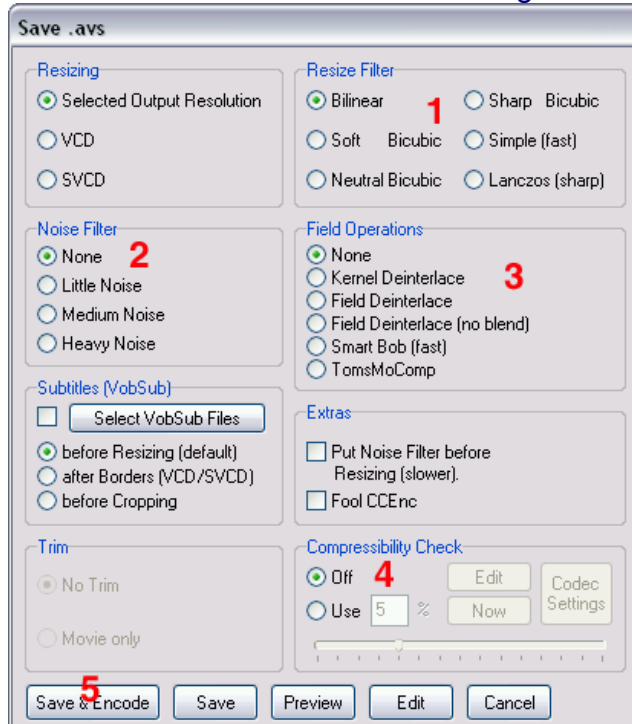 Save .avs
Resizing
Selected Output Resolution
VCD
SVCD
Resize Filter
Bilinear
1
Sharp Bicubic
Soft Bicubic
Simple (fast)
Neutral Bicubic
Lanczos (sharp)
Noise Filter
None
2
Little Noise
Medium Noise
Heavy Noise
Field Operations
None
Kernel Deinterlace
3
Field Deinterlace
Field Deinterlace (no blend)
Smart Bob (fast)
TomsMoComp
Subtitles (VobSub)
Select VobSub Files
before Resizing (default)
after Borders (VCD/SVCD)
before Cropping
Extras
Put Noise Filter before
Resizing (slower).
Fool CCEnc
Trim
No Trim
Movie only
Compressibility Check
Off
4
Edit
Codec
Settings
Use 5 %
Now
5
Save & Encode
Save
Preview
Edit
Cancel